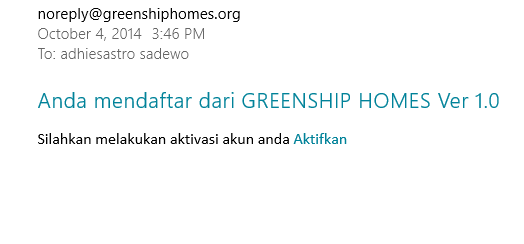 noreply@greenshiphomes.org
October 4, 2014 3:46 PM
To: adhiesastro sadewo
Anda mendaftar dari GREENSHIP HOMES Ver 1.0
Silahkan melakukan aktivasi akun anda Aktifkan